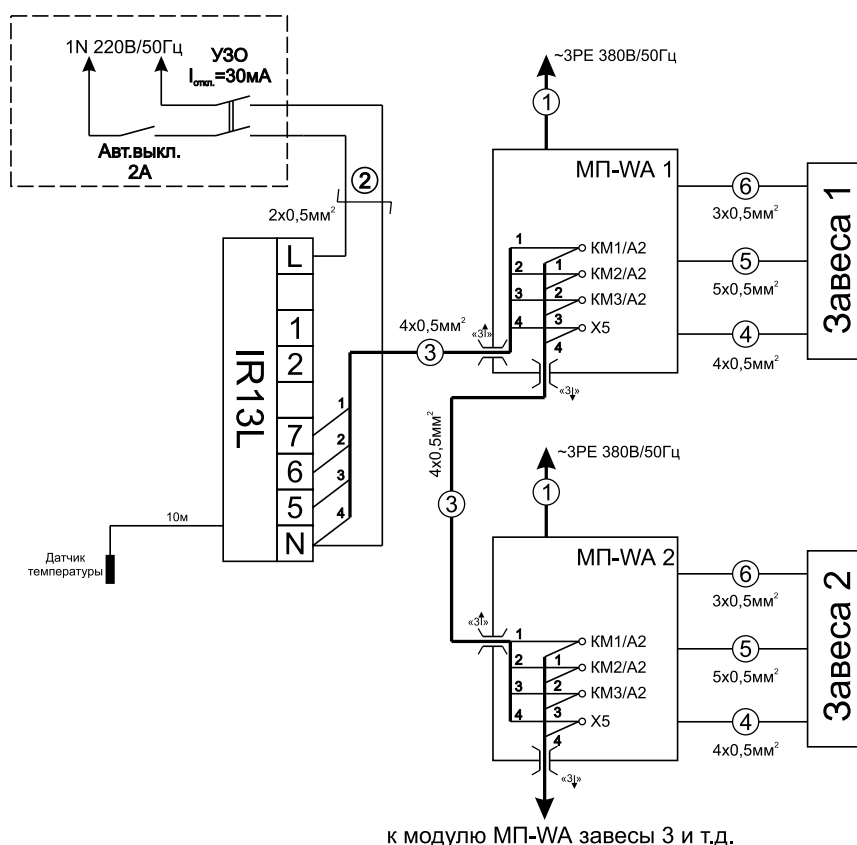 1N 220В/50Гц
УЗО
Iоткл.=30мА
Авт.выкл.
2А
2
2х0,5мм²
IR13L
L
1
2
7
6
5
N
1
2
3
4
10м
Датчик
температуры
4х0,5мм²
3
«3I»
~3РЕ 380В/50Гц
1
МП-WA 1
1
2
3
4
КМ1/А2
КМ2/А2
КМ3/А2
Х5
1
2
3
4
«3I»
6
3х0,5мм²
5
5х0,5мм²
4
4х0,5мм²
Завеса 1
4х0,5мм²
3
~3РЕ 380В/50Гц
1
МП-WA 2
«3I»
1
2
3
4
КМ1/А2
КМ2/А2
КМ3/А2
Х5
1
2
3
4
«3I»
6
3х0,5мм²
5
5х0,5мм²
4
4х0,5мм²
Завеса 2
к модулю МП-WA завесы 3 и т.д.